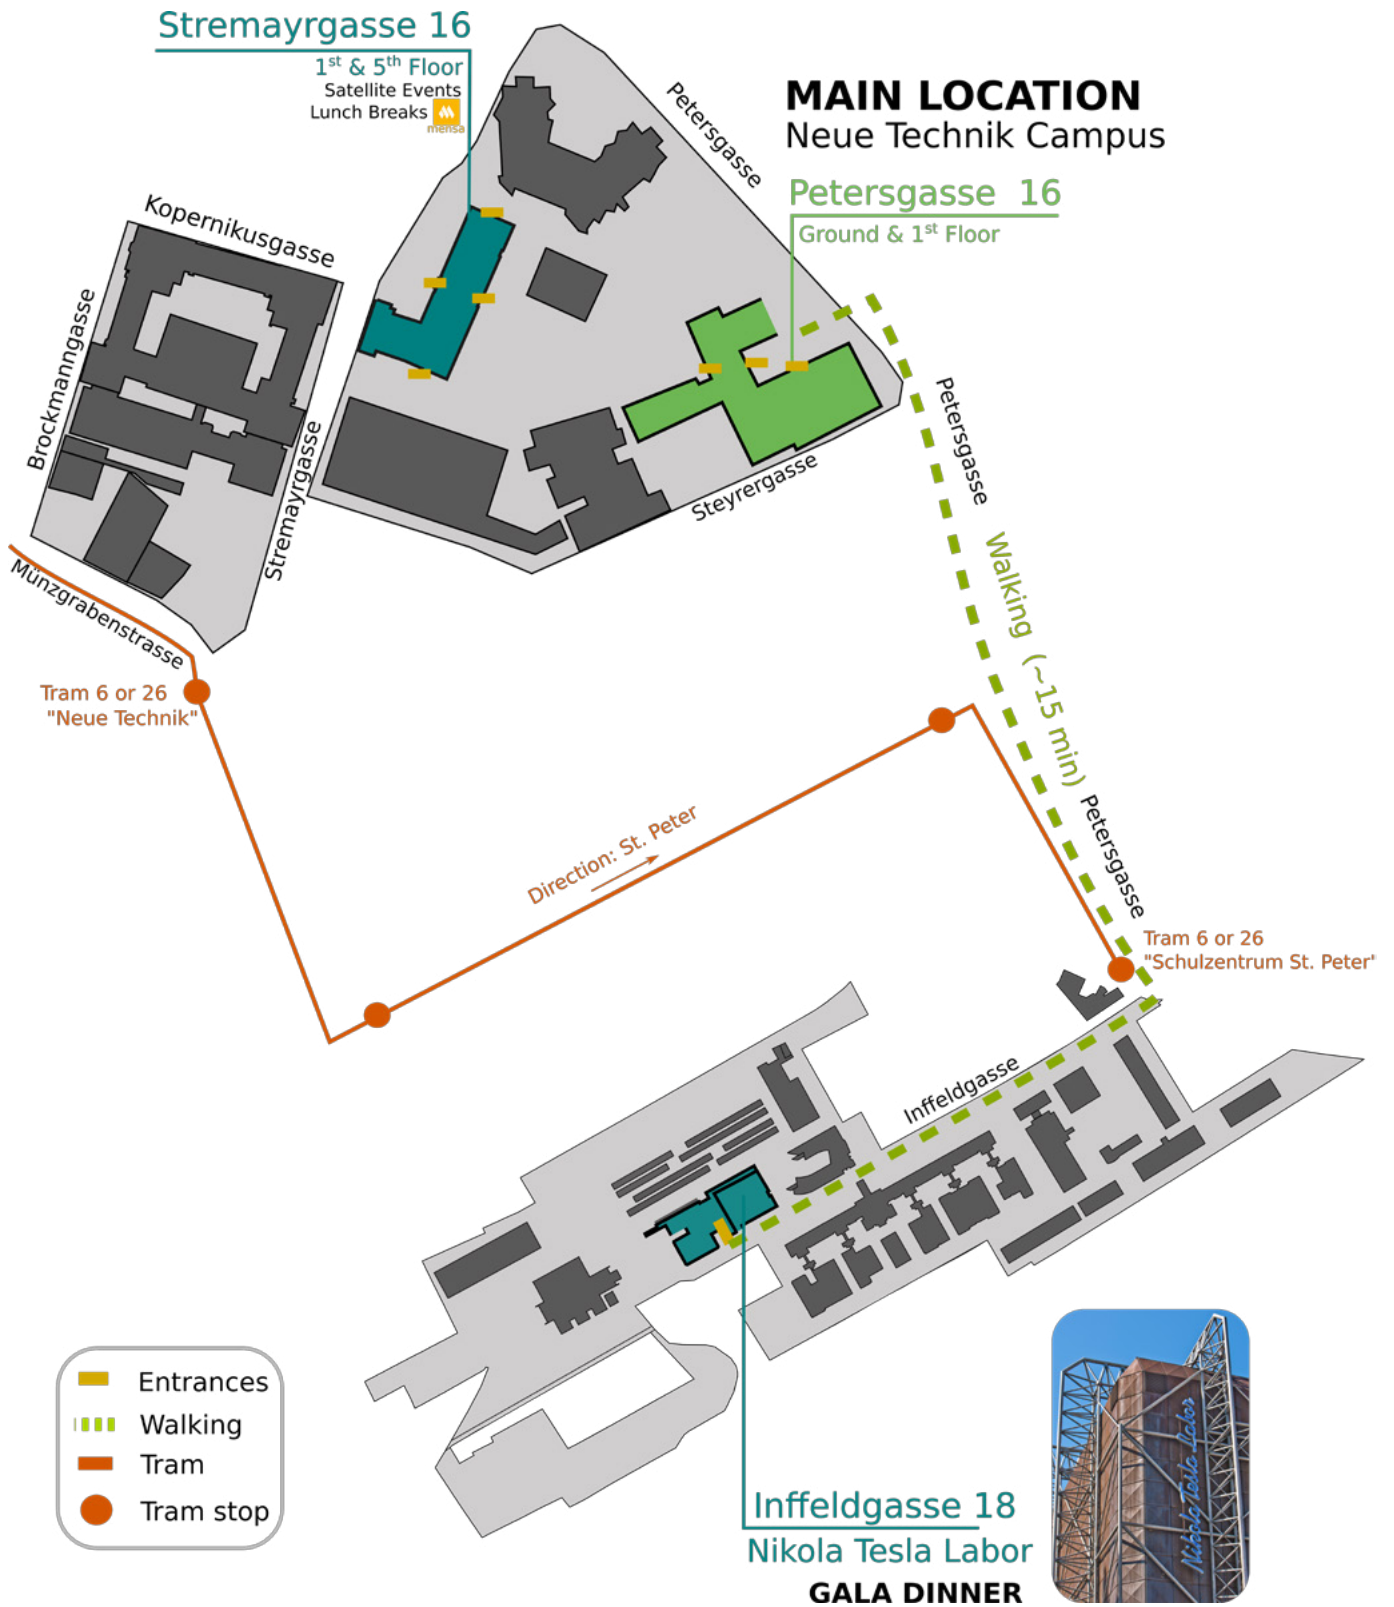 Stremayrgasse 16
1st & 5th Floor
Satellite Events
Lunch Breaks
mensa
MAIN LOCATION
Neue Technik Campus
Petersgasse 16
Ground & 1st Floor
Petersgasse
Kopernikusgasse
Brockmanngasse
Stremayrgasse
Steyrergasse
Petersgasse
Münzgrabenstrasse
Walking (~15 min)
Tram 6 or 26
"Neue Technik"
Direction: St. Peter
Petersgasse
Tram 6 or 26
"Schulzentrum St. Peter"
Inffeldgasse
Entrances
Walking
Tram
Tram stop
Nikola Tesla Labor
Inffeldgasse 18
Nikola Tesla Labor
GALA DINNER